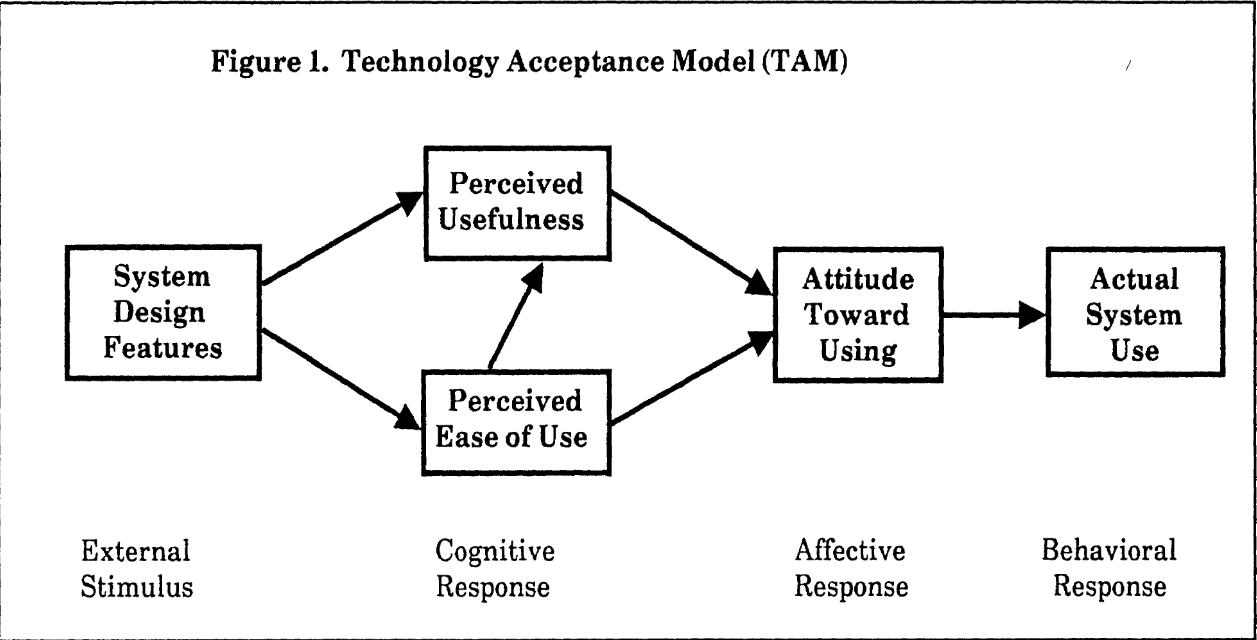 Figure 1. Technology Acceptance Model (TAM)
Perceived
Usefulness
System
Design
Features
Attitude
Toward
Using
Actual
System
Use
Perceived
Ease of Use
External
Stimulus
Cognitive
Response
Affective
Response
Behavioral
Response